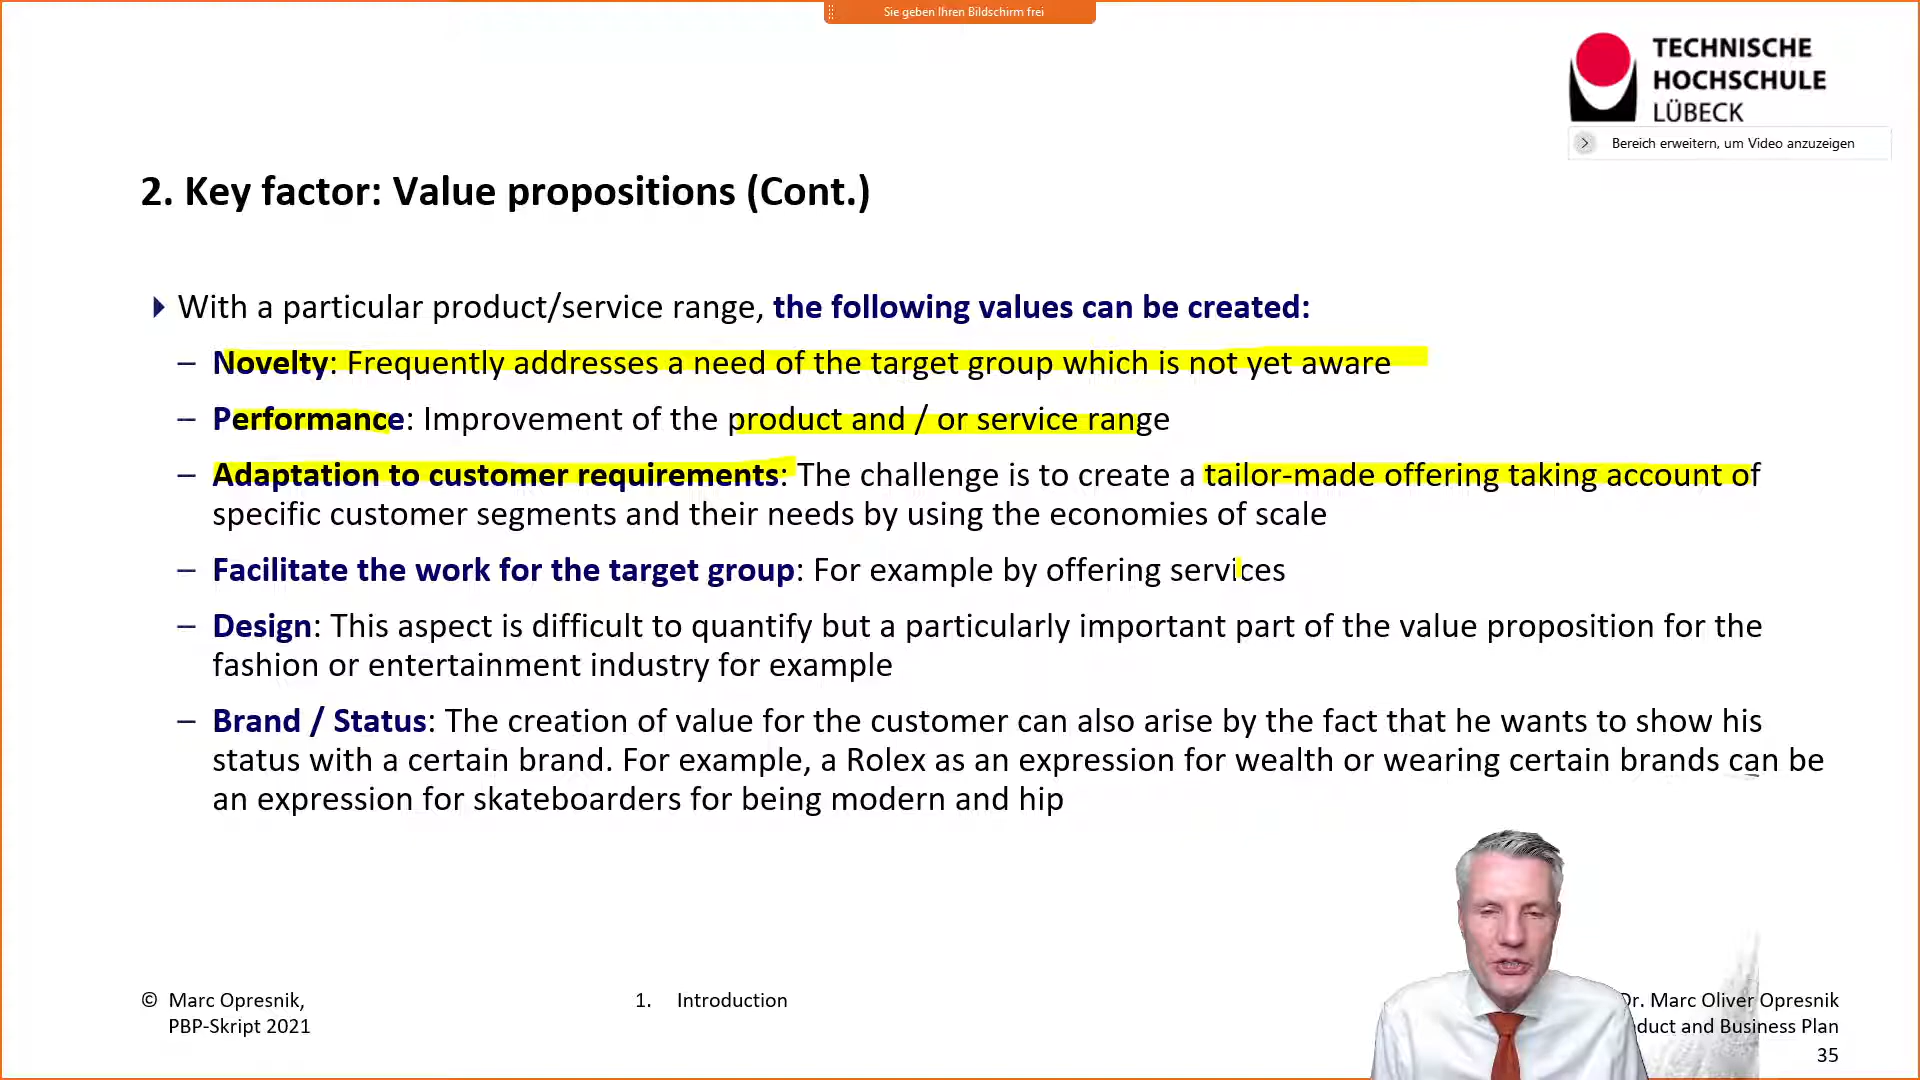 Sie geben Ihren Bildschirm frei
TECHNISCHE
HOCHSCHULE
LÜBECK
Bereich erweitern, um Video anzuzeigen
2. Key factor: Value propositions (Cont.)
With a particular product/service range, the following values can be created:
– Novelty: Frequently addresses a need of the target group which is not yet aware
– Performance: Improvement of the product and / or service range
– Adaptation to customer requirements: The challenge is to create a tailor-made offering taking account of
specific customer segments and their needs by using the economies of scale
– Facilitate the work for the target group: For example by offering services
– Design: This aspect is difficult to quantify but a particularly important part of the value proposition for the
fashion or entertainment industry for example
– Brand / Status: The creation of value for the customer can also arise by the fact that he wants to show his
status with a certain brand. For example, a Rolex as an expression for wealth or wearing certain brands can be
an expression for skateboarders for being modern and hip
© Marc Opresnik,
PBP-Skript 2021
1. Introduction
Dr. Marc Oliver Opresnik
and Business Plan
35